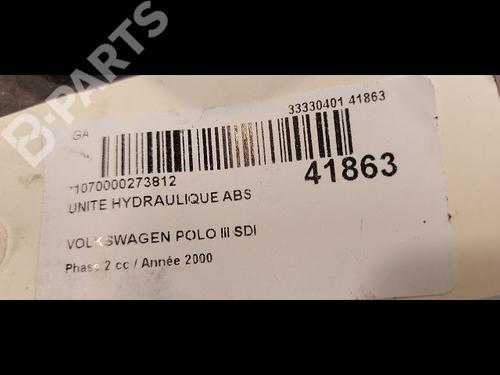 B-PARTS
GA
33330401 41863
*1070000273812
41863
UNITE HYDRAULIQUE ABS
VOLKSWAGEN POLO III SDI
Phase 2 cc / Année 2000